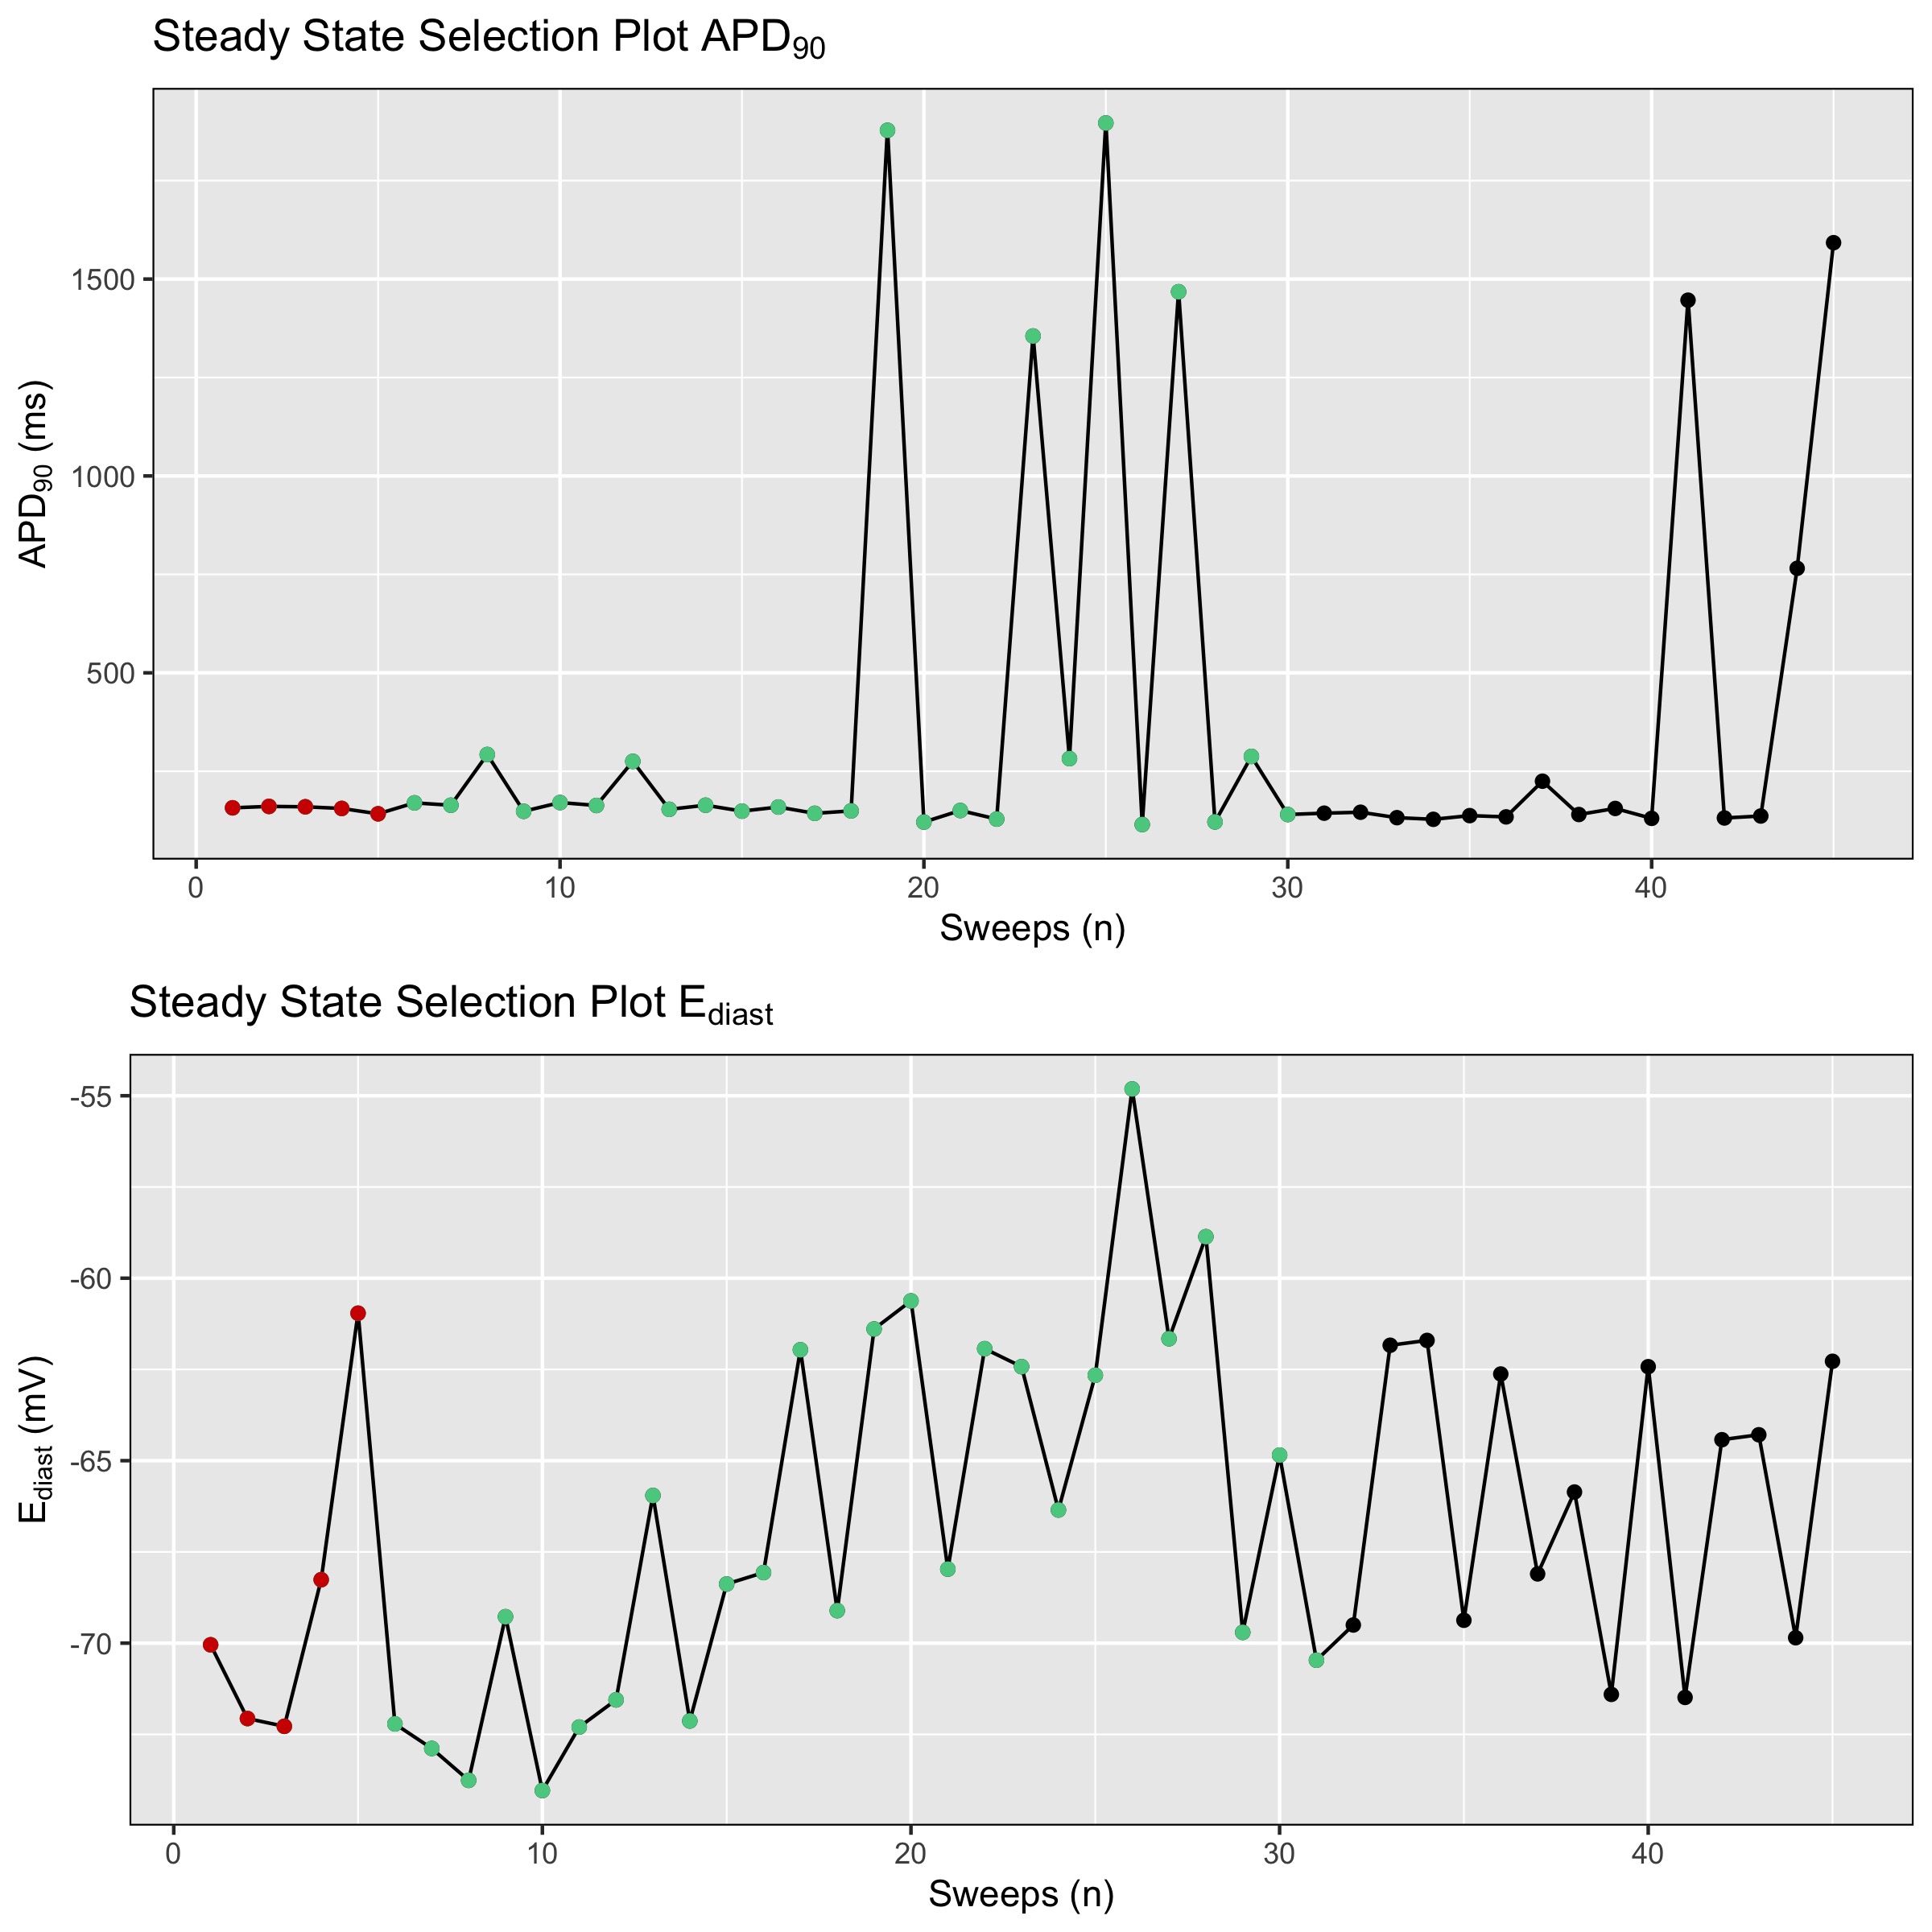 Steady State Selection Plot APD90
1500
1000
500
APD90 (ms)
0 10 20 30 40
Sweeps (n)
Steady State Selection Plot Ediast
-55
-60
-65
-70
Ediast (mV)
0 10 20 30 40
Sweeps (n)